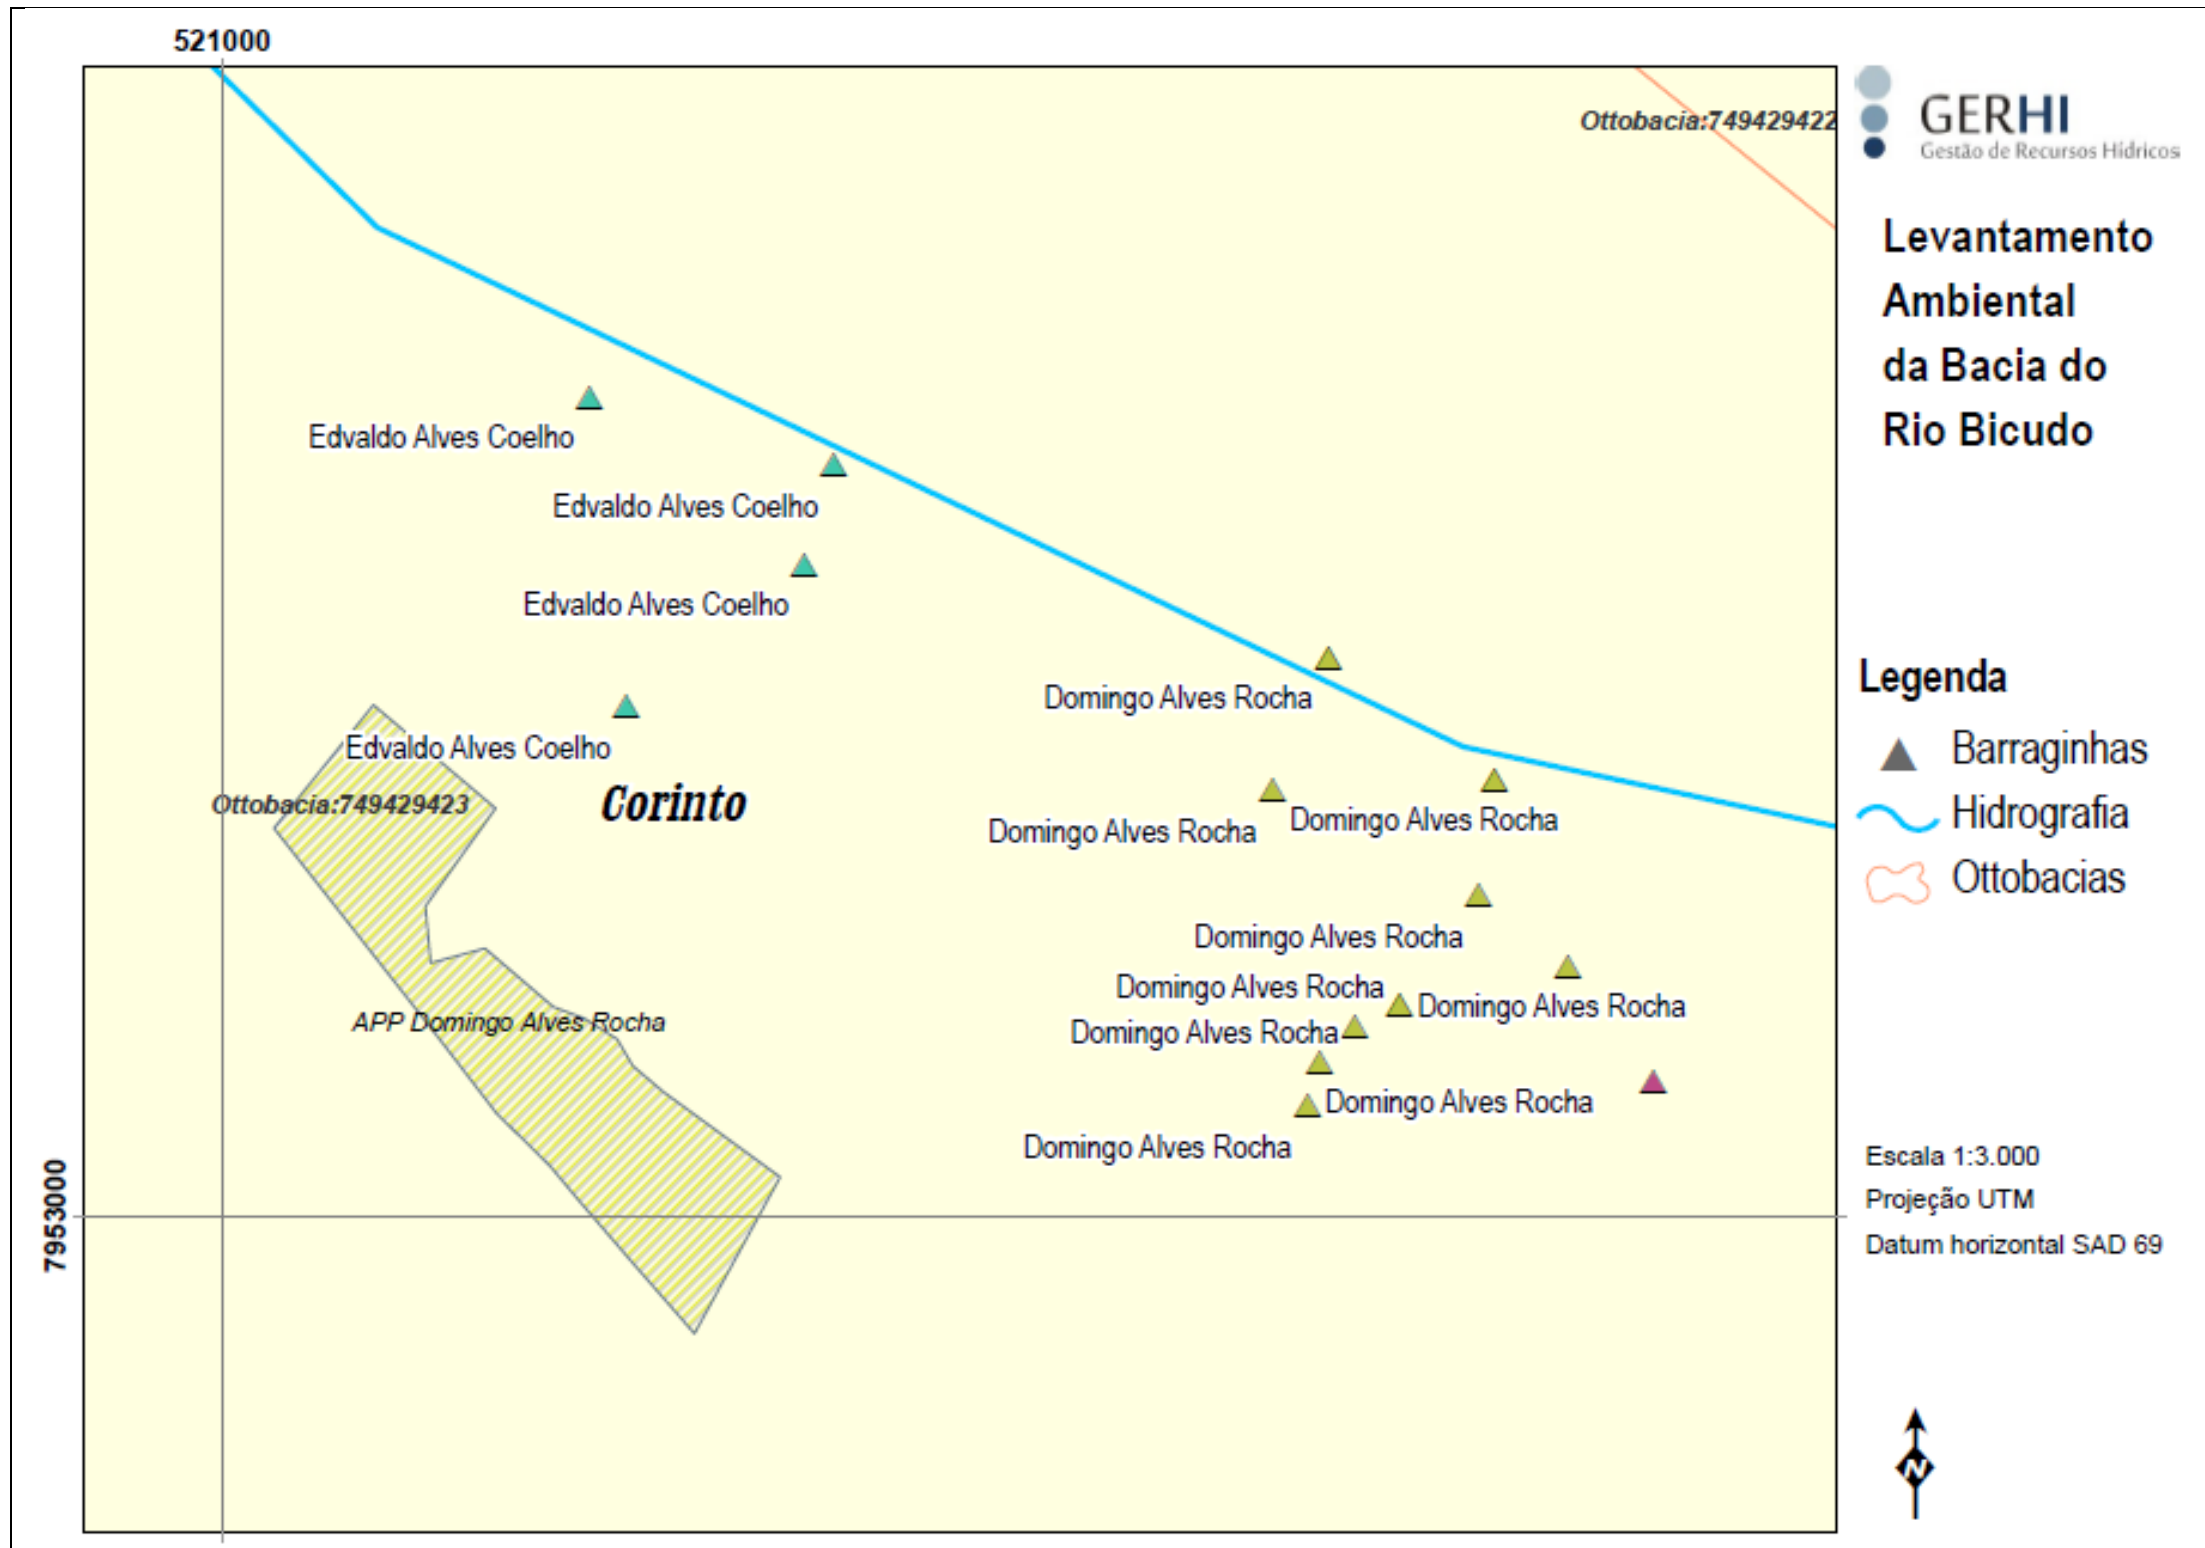 521000
Ottobacia:749429422
GERHI
Gestão de Recursos Hídricos
Levantamento
Ambiental
da Bacia do
Rio Bicudo
Edvaldo Alves Coelho
Edvaldo Alves Coelho
Edvaldo Alves Coelho
Edvaldo Alves Coelho
Ottobacia:749429423
Corinto
Domingo Alves Rocha
Domingo Alves Rocha
Domingo Alves Rocha
Domingo Alves Rocha
Domingo Alves Rocha
Domingo Alves Rocha
Domingo Alves Rocha
Domingo Alves Rocha
Domingo Alves Rocha
APP Domingo Alves Rocha
Legenda
Barraginhas
Hidrografia
Ottobacias
7953000
Escala 1:3.000
Projeção UTM
Datum horizontal SAD 69
N